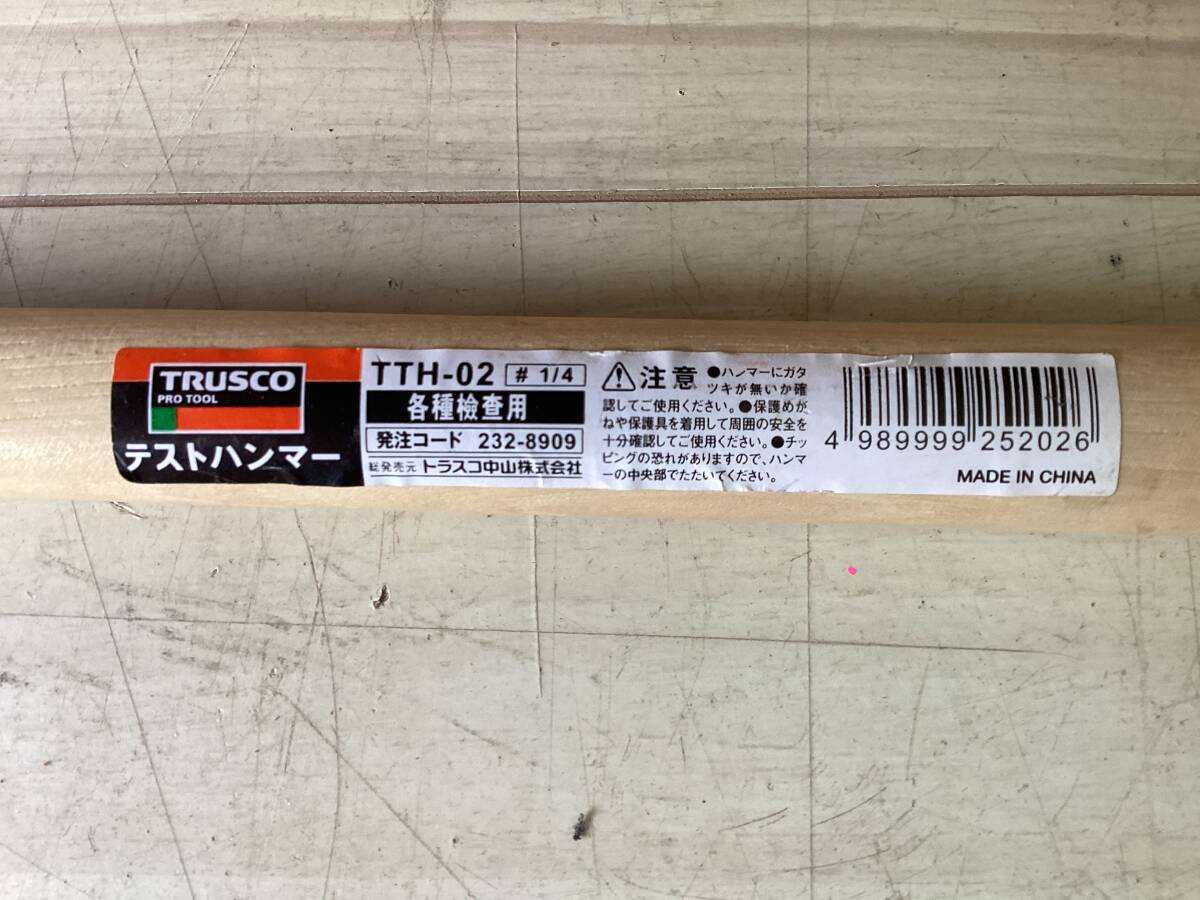 TRUSCO
PRO TOOL
テストハンマー
TTH-02 # 1/4
各種検査用
発注コード 232-8909
総発売元 トラスコ中山株式会社
注意 ●ハンマーにガタ
ツキが無いか確
認してご使用ください。●保護めが
ねや保護具を着用して周囲の安全を
十分確認してご使用ください。●チッ
ピングの恐れがありますので、ハンマ
ーの中央部でたたいてください。
4 989999 252026
MADE IN CHINA